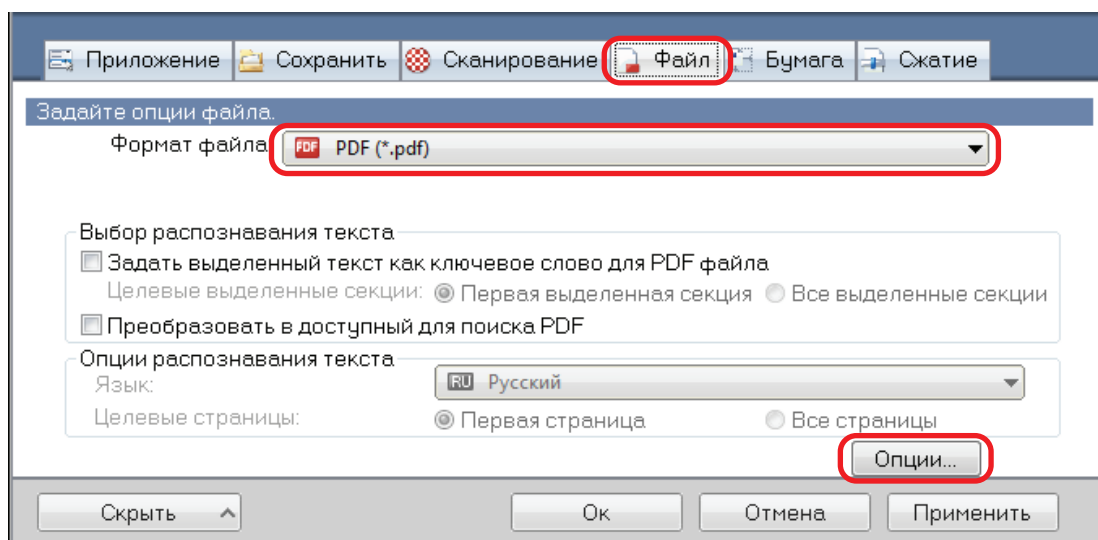 Приложение Сохранить Сканирование Файл Бумага Сжатие
Задайте опции файла.
Формат файла PDF PDF (*.pdf)
Выбор распознавания текста
Задать выделенный текст как ключевое слово для PDF файла
Целевые выделенные секции: Первая выделенная секция Все выделенные секции
Преобразовать в доступный для поиска PDF
Опции распознавания текста
Язык: RU Русский
Целевые страницы: Первая страница Все страницы
Опции...
Скрыть Ок Отмена Применить